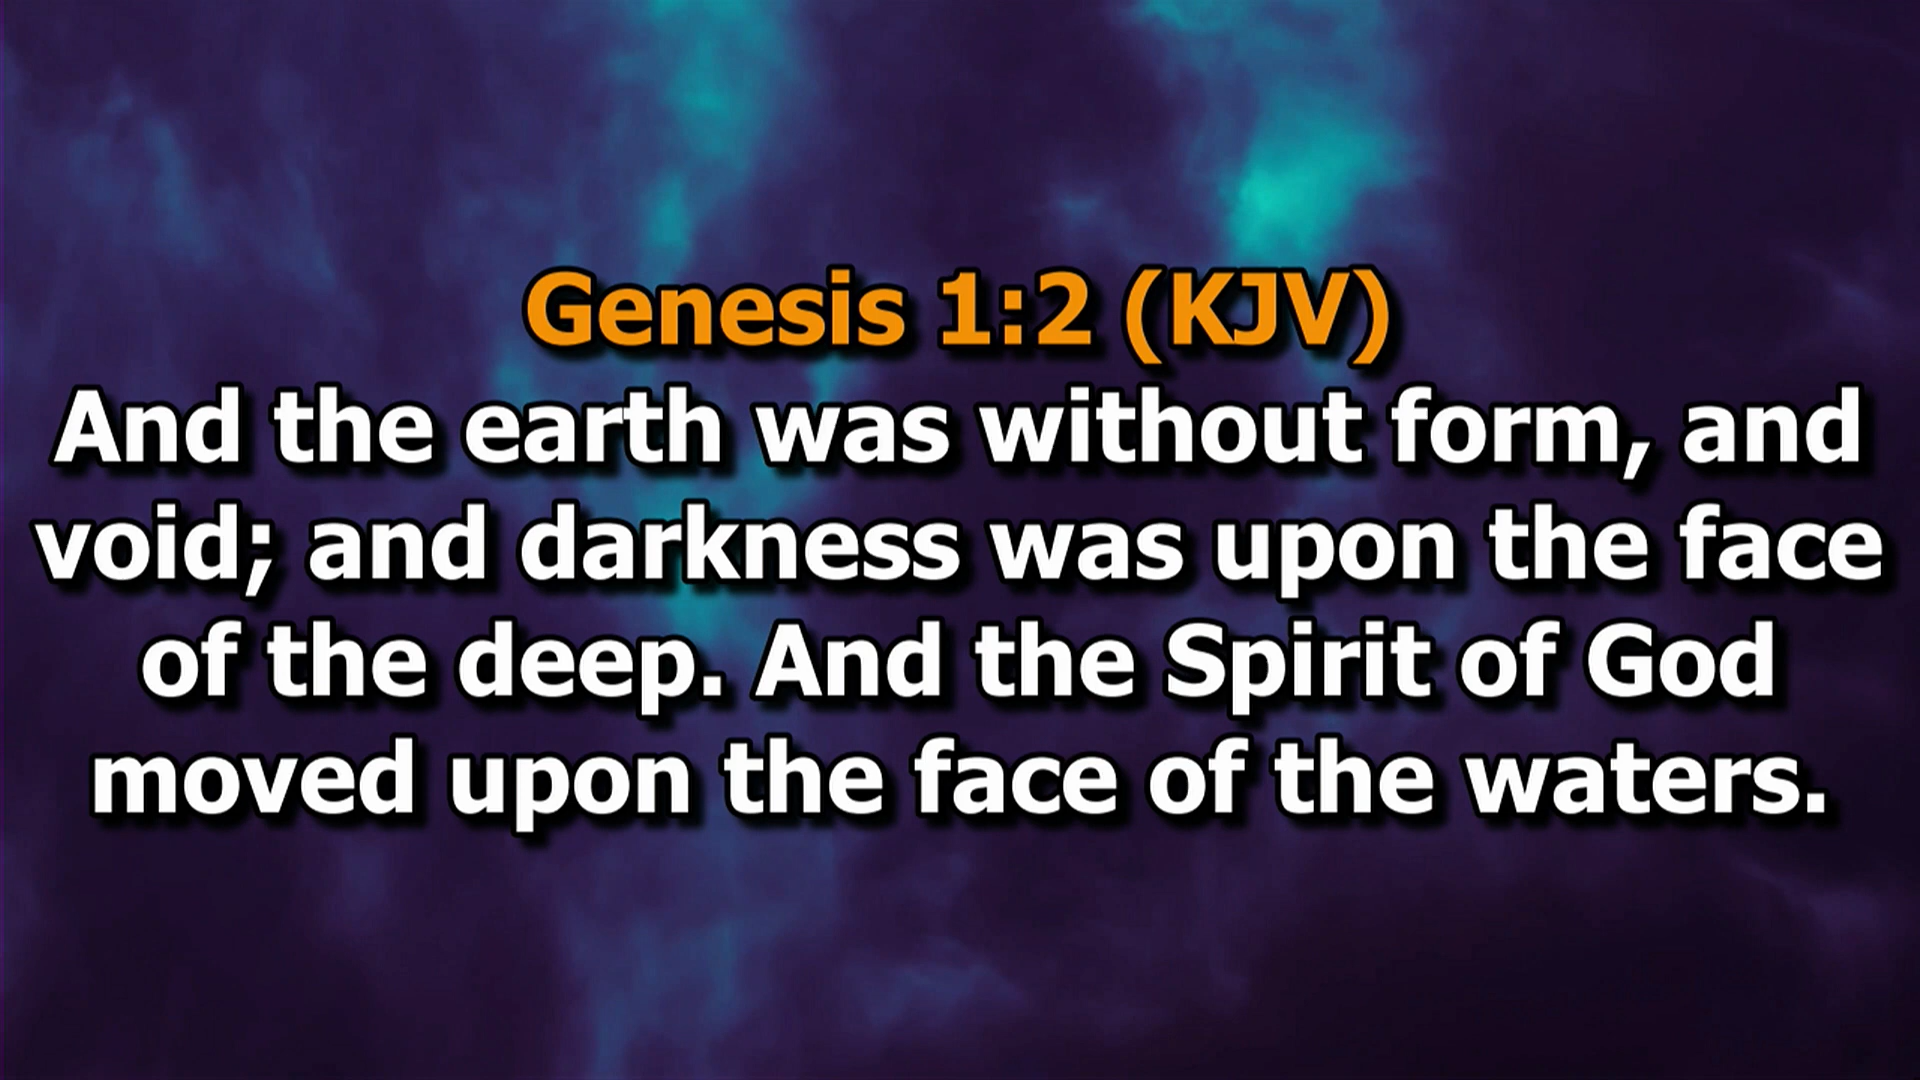 Genesis 1:2 (KJV)
And the earth was without form, and
void; and darkness was upon the face
of the deep. And the Spirit of God
moved upon the face of the waters.